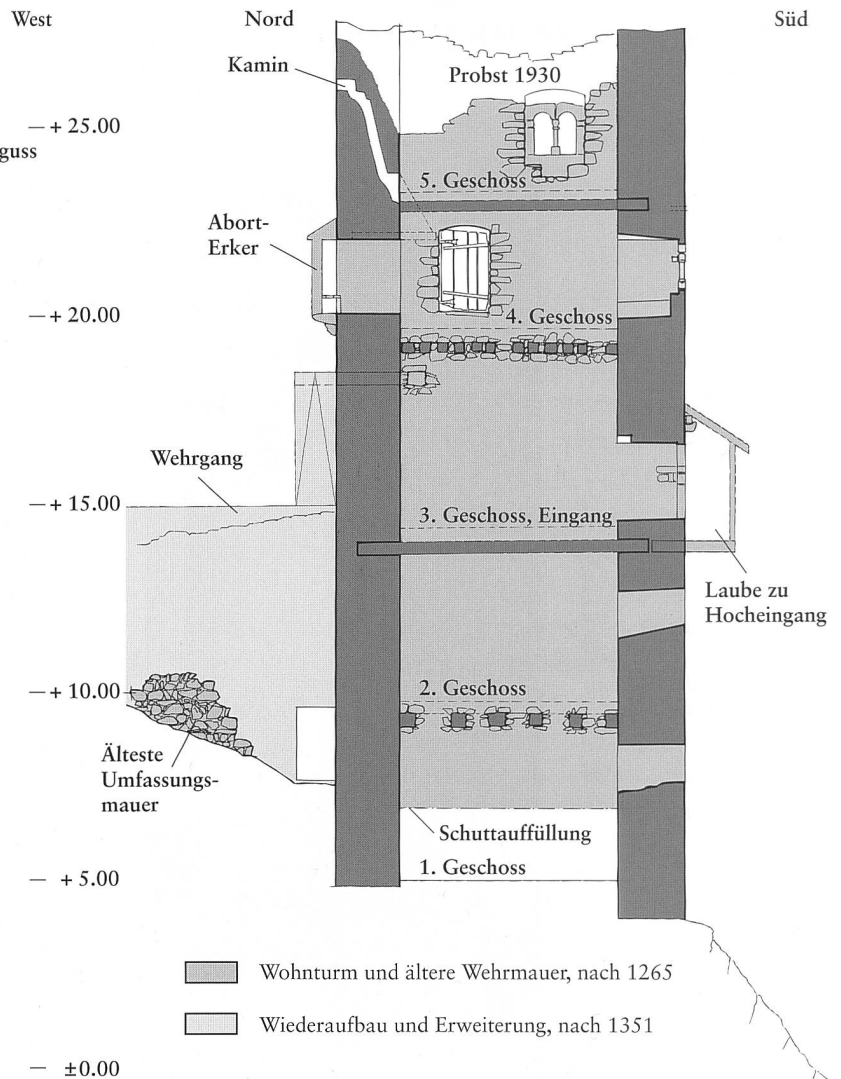 West
Nord
Süd
Kamin
Probst 1930
— + 25.00
guss
5. Geschoss
Abort-
Erker
— + 20.00
4. Geschoss
Wehrgang
— + 15.00
3. Geschoss, Eingang
Laube zu
Hocheingang
2. Geschoss
— + 10.00
Älteste
Umfassungs-
mauer
Schuttauffüllung
1. Geschoss
— + 5.00
Wohnturm und ältere Wehrmauer, nach 1265
Wiederaufbau und Erweiterung, nach 1351
— ±0.00